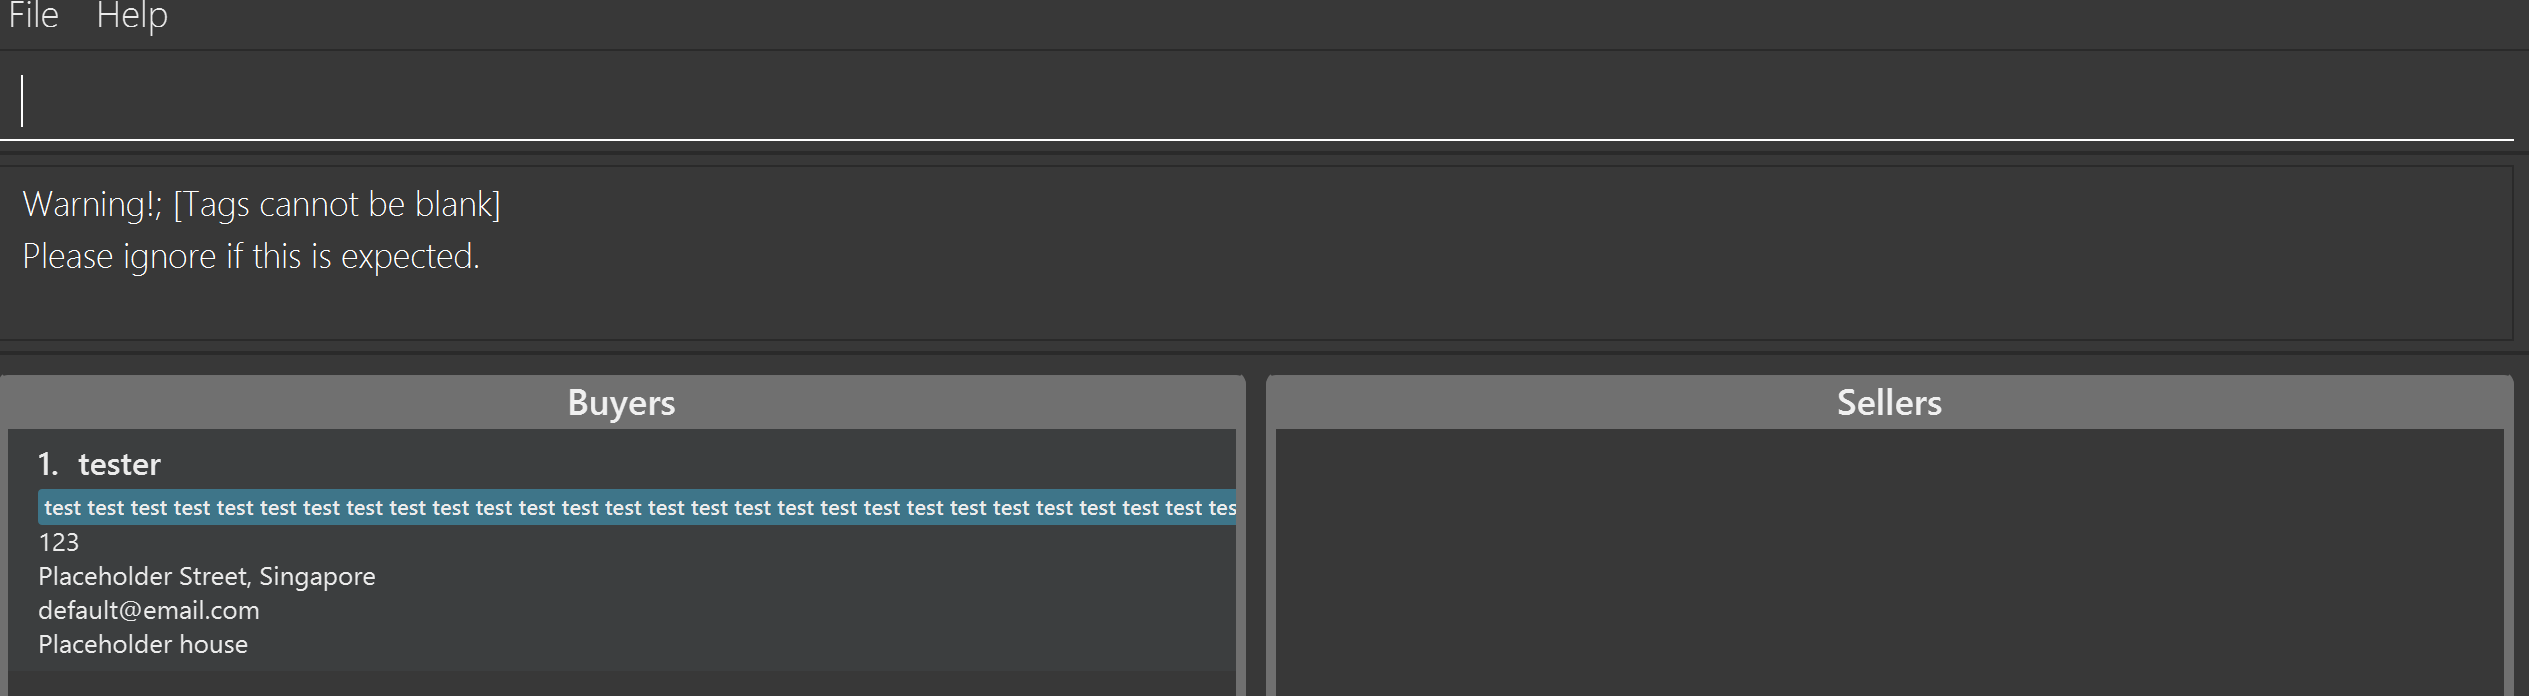 File Help
Warning!; [Tags cannot be blank]
Please ignore if this is expected.
Buyers
Sellers
1. tester
test test test test test test test test test test test test test test test test test test test test test test test test test test test tes
123
Placeholder Street, Singapore
default@email.com
Placeholder house